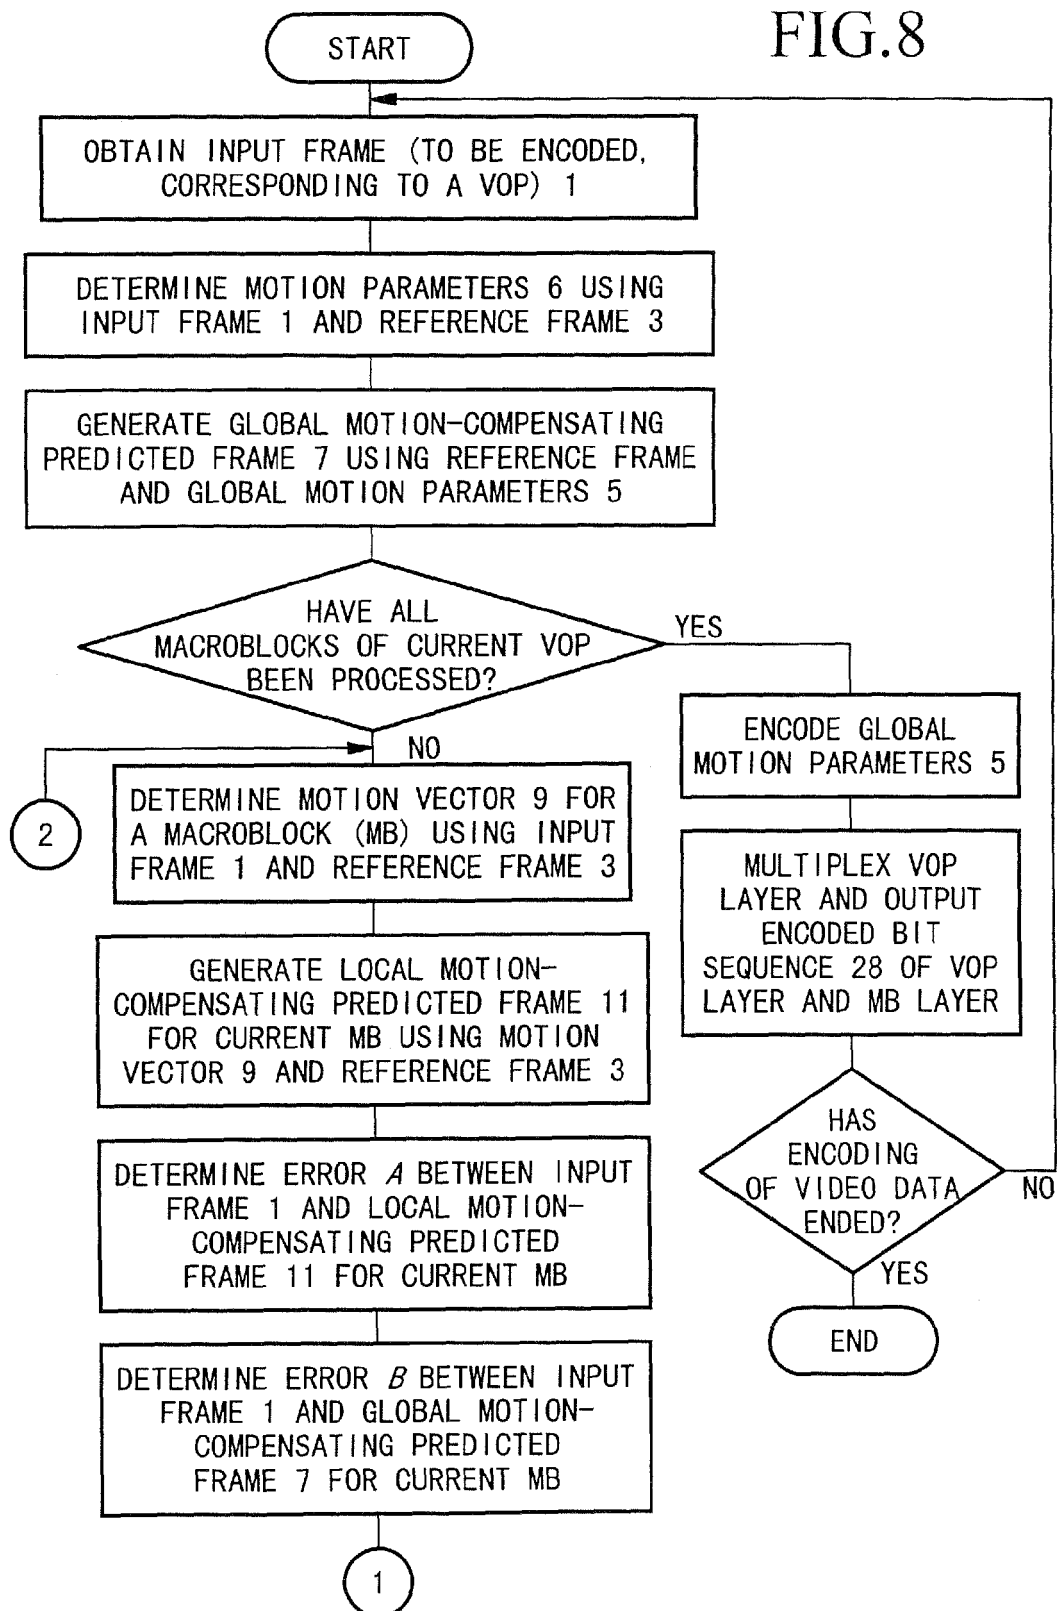 FIG.8
START
OBTAIN INPUT FRAME (TO BE ENCODED,
CORRESPONDING TO A VOP) 1
DETERMINE MOTION PARAMETERS 6 USING
INPUT FRAME 1 AND REFERENCE FRAME 3
GENERATE GLOBAL MOTION-COMPENSATING
PREDICTED FRAME 7 USING REFERENCE FRAME
AND GLOBAL MOTION PARAMETERS 5
HAVE ALL
MACROBLOCKS OF CURRENT VOP
BEEN PROCESSED?
YES
NO
2
DETERMINE MOTION VECTOR 9 FOR
A MACROBLOCK (MB) USING INPUT
FRAME 1 AND REFERENCE FRAME 3
GENERATE LOCAL MOTION-
COMPENSATING PREDICTED FRAME 11
FOR CURRENT MB USING MOTION
VECTOR 9 AND REFERENCE FRAME 3
DETERMINE ERROR A BETWEEN INPUT
FRAME 1 AND LOCAL MOTION-
COMPENSATING PREDICTED
FRAME 11 FOR CURRENT MB
DETERMINE ERROR B BETWEEN INPUT
FRAME 1 AND GLOBAL MOTION-
COMPENSATING PREDICTED
FRAME 7 FOR CURRENT MB
1
ENCODE GLOBAL
MOTION PARAMETERS 5
MULTIPLEX VOP
LAYER AND OUTPUT
ENCODED BIT
SEQUENCE 28 OF VOP
LAYER AND MB LAYER
HAS
ENCODING
OF VIDEO DATA
ENDED?
NO
YES
END